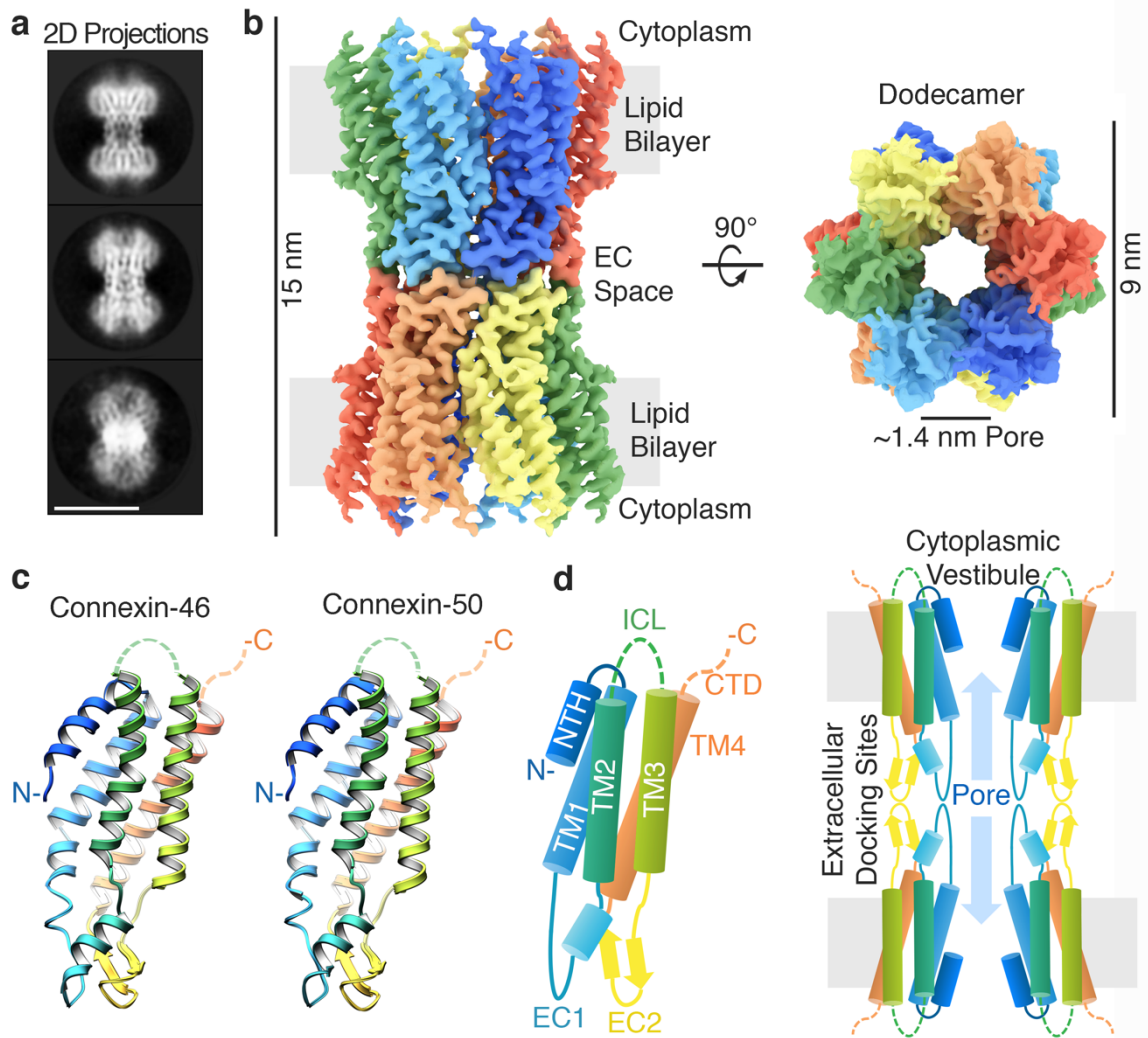 a
2D Projections
b
15 nm
Cytoplasm
Lipid
Bilayer
EC
Space
Lipid
Bilayer
Cytoplasm
90°
Dodecamer
9 nm
~1.4 nm Pore
c
Connexin-46
-C
N-
Connexin-50
-C
N-
d
ICL
-C
CTD
NTH
TM4
N-
TM2
TM3
TM1
EC1
EC2
Cytoplasmic
Vestibule
Extracellular
Docking Sites
Pore